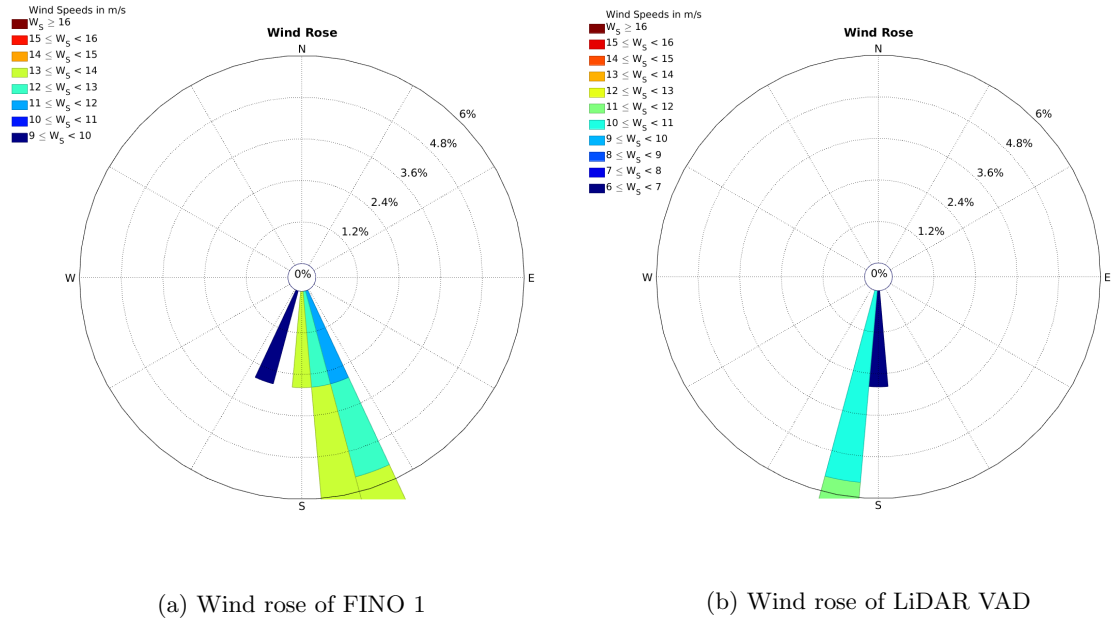 Wind Speeds in m/s
W_S ≥ 16
15 ≤ W_S < 16
14 ≤ W_S < 15
13 ≤ W_S < 14
12 ≤ W_S < 13
11 ≤ W_S < 12
10 ≤ W_S < 11
9 ≤ W_S < 10
Wind Rose
N
6%
4.8%
3.6%
2.4%
1.2%
0%
W
E
S
(a) Wind rose of FINO 1
Wind Speeds in m/s
W_S ≥ 16
15 ≤ W_S < 16
14 ≤ W_S < 15
13 ≤ W_S < 14
12 ≤ W_S < 13
11 ≤ W_S < 12
10 ≤ W_S < 11
9 ≤ W_S < 10
8 ≤ W_S < 9
7 ≤ W_S < 8
6 ≤ W_S < 7
Wind Rose
N
6%
4.8%
3.6%
2.4%
1.2%
0%
W
E
S
(b) Wind rose of LiDAR VAD